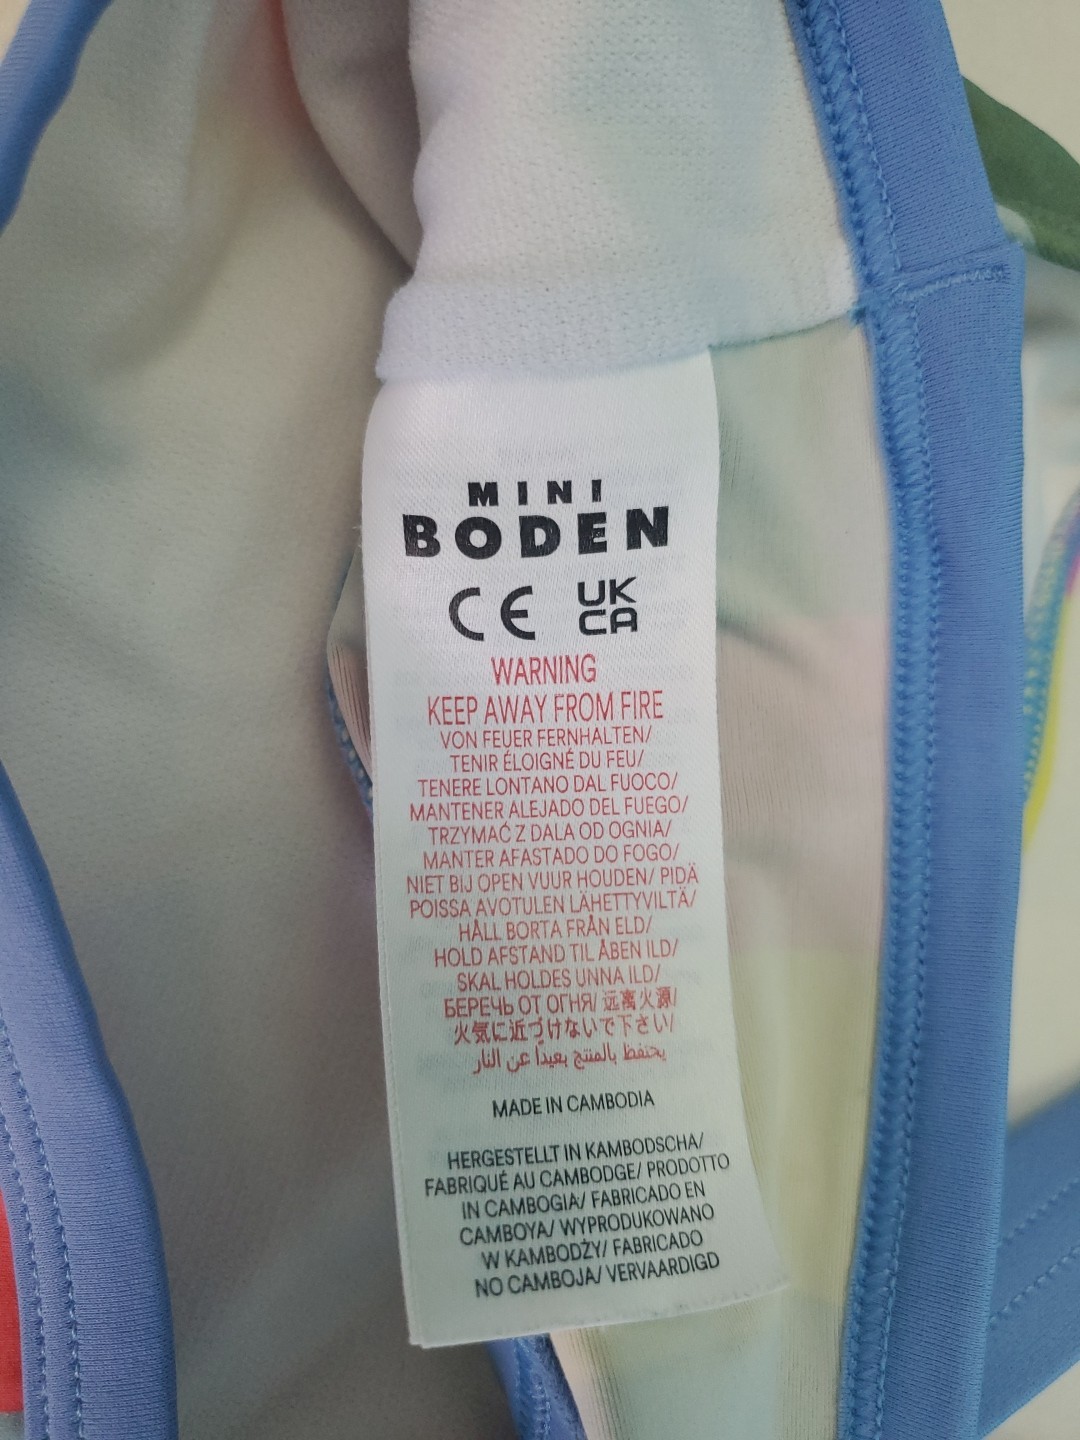 MINI
BODEN
CE UK
CA
WARNING
KEEP AWAY FROM FIRE
VON FEUER FERNHALTEN/
TENIR ÉLOIGNÉ DU FEU/
TENERE LONTANO DAL FUOCO/
MANTENER ALEJADO DEL FUEGO/
TRZYMAĆ Z DALA OD OGNIA/
MANTER AFASTADO DO FOGO/
NIET BIJ OPEN VUUR HOUDEN/ PIDÄ
POISSA AVOTULEN LÄHETTYVILTÄ/
HÅLL BORTA FRÅN ELD/
HOLD AFSTAND TIL ÅBEN ILD/
SKAL HOLDES UNNA ILD/
БЕРЕЧЬ ОТ ОГНЯ/ 远离火源/
火気に近づけないで下さい/
يحتفظ بالمنتج بعيدا عن النار
MADE IN CAMBODIA
HERGESTELLT IN KAMBODSCHA/
FABRIQUÉ AU CAMBODGE/ PRODOTTO
IN CAMBOGIA/ FABRICADO EN
CAMBOYA/ WYPRODUKOWANO
W KAMBODŻY/ FABRICADO
NO CAMBOJA/ VERVAARDIGD